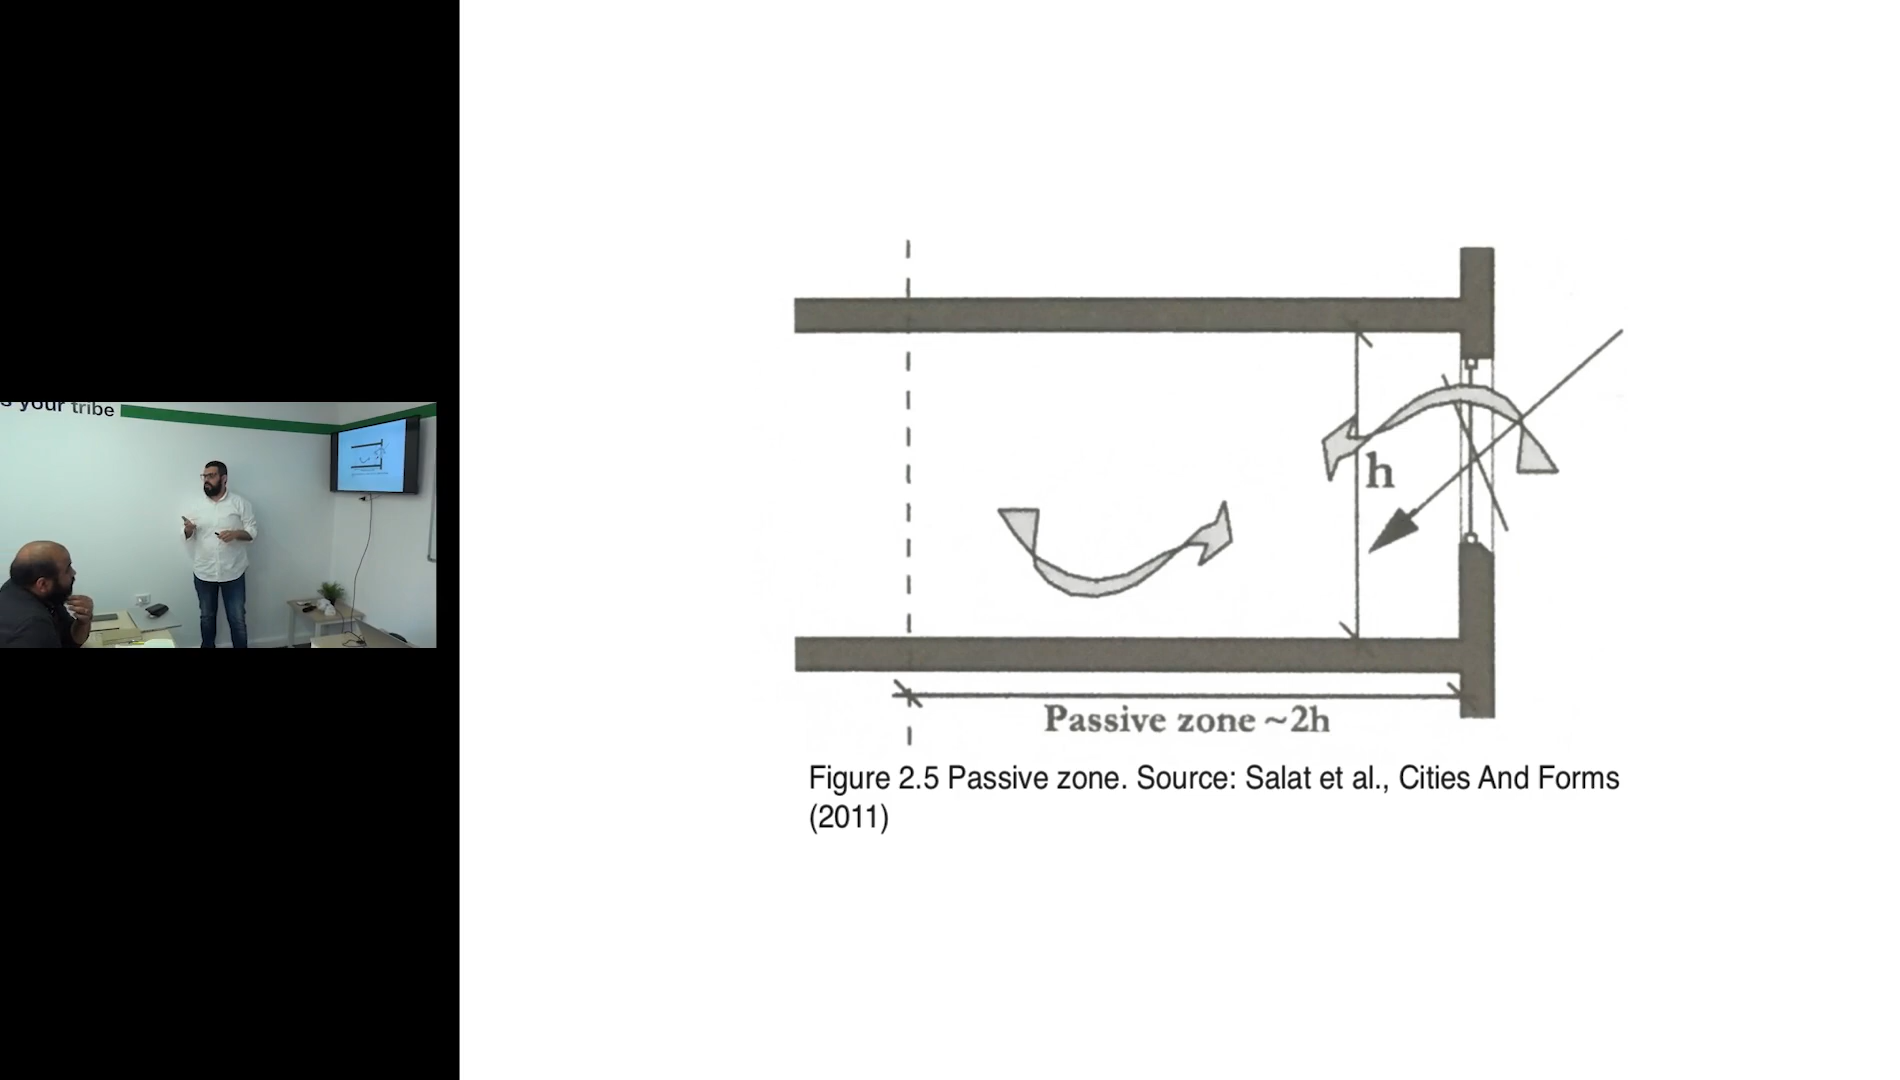 your tribe
h
Passive zone ~2h
Figure 2.5 Passive zone. Source: Salat et al., Cities And Forms
(2011)